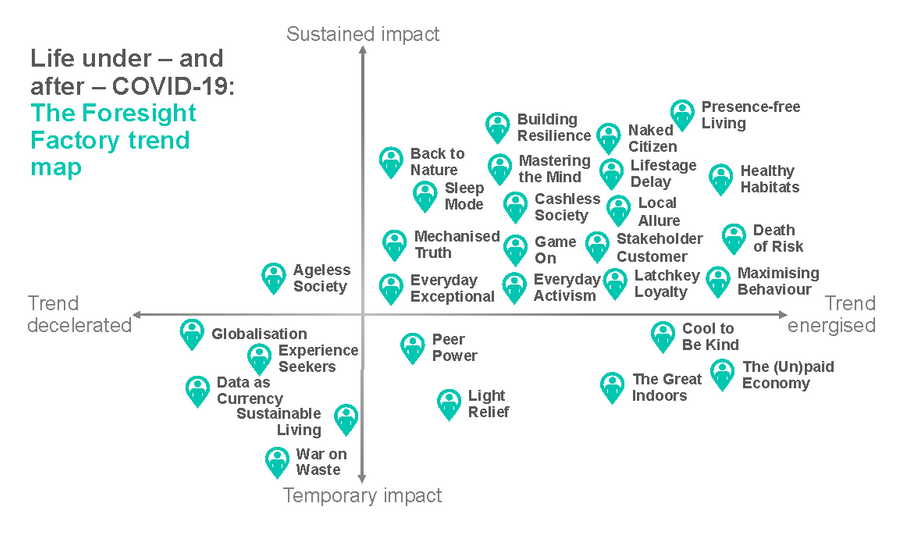 Sustained impact
Life under – and
after – COVID-19:
The Foresight
Factory trend
map
Presence-free
Living
Building
Resilience
Naked
Citizen
Back to
Nature
Mastering
the Mind
Lifestage
Delay
Healthy
Habitats
Sleep
Mode
Cashless
Society
Local
Allure
Mechanised
Truth
Game
On
Stakeholder
Customer
Death
of Risk
Ageless
Society
Everyday
Exceptional
Everyday
Activism
Latchkey
Loyalty
Maximising
Behaviour
Trend
decelerated
Trend
energised
Globalisation
Experience
Seekers
Peer
Power
Cool to
Be Kind
Data as
Currency
The Great
Indoors
The (Un)paid
Economy
Sustainable
Living
Light
Relief
War on
Waste
Temporary impact